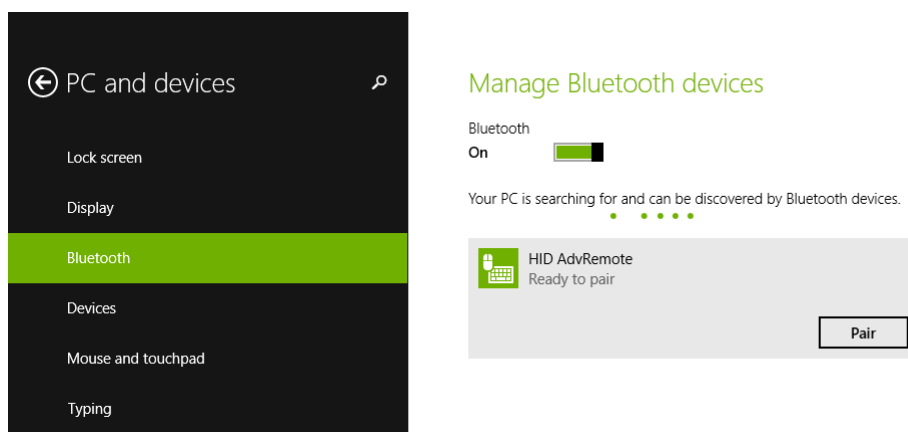 PC and devices
Lock screen
Display
Bluetooth
Devices
Mouse and touchpad
Typing
Manage Bluetooth devices
Bluetooth
On
Your PC is searching for and can be discovered by Bluetooth devices.
HID AdvRemote
Ready to pair
Pair